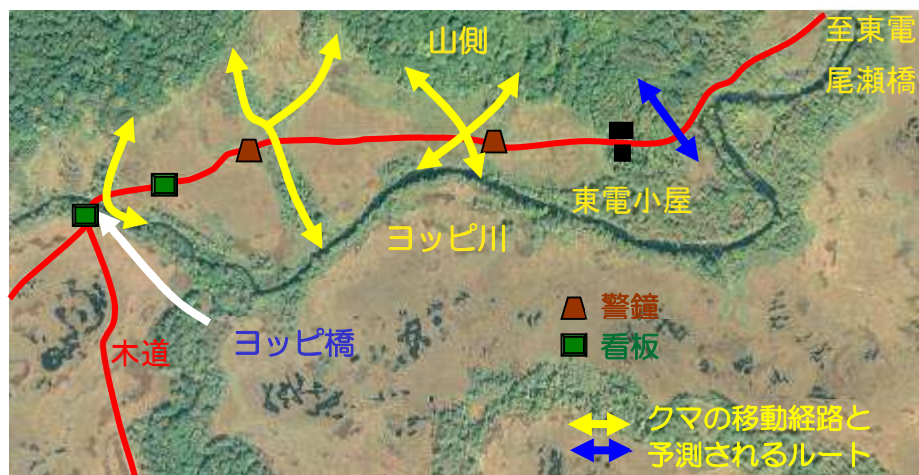 山側
至東電
尾瀬橋
東電小屋
ヨッピ川
警鐘
ヨッピ橋
看板
木道
クマの移動経路と
予測されるルート